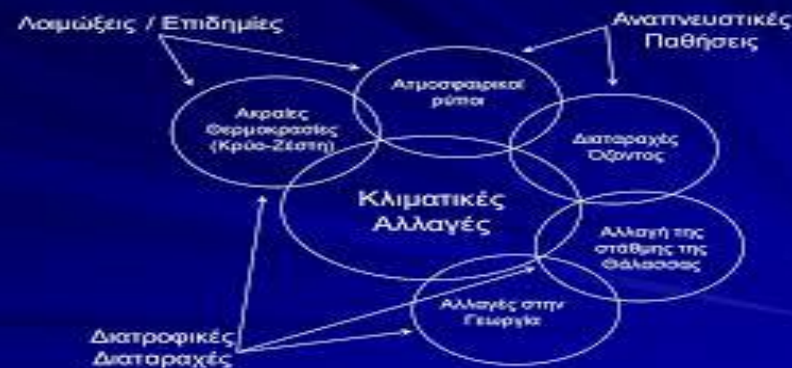 Λοιμώξεις / Επιδημίες
Αναπνευστικές
Παθήσεις
Ατμοσφαιρικοί
ρύποι
Ακραίες
Θερμοκρασίες
(Κρύο-Ζέστη)
Διαταραχές
Όζοντος
Κλιματικές
Αλλαγές
Αλλαγή της
στάθμης της
Θάλασσας
Αλλαγές στην
Γεωργία
Διατροφικές
Διαταραχές